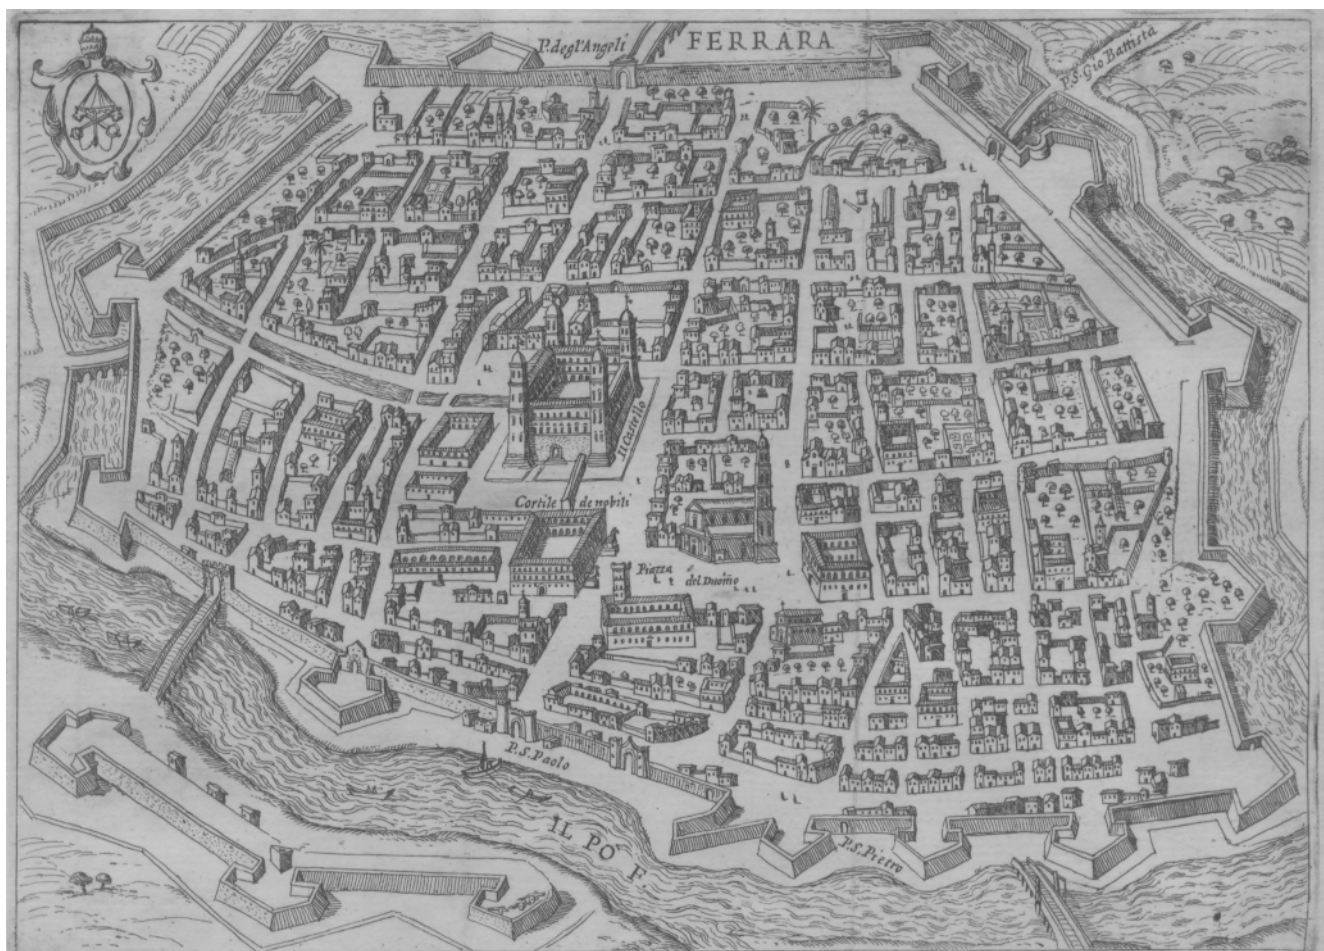 P. degl'Angeli
FERRARA
P. S. Gio Battista
Il Castello
Cortile de nobili
Piazza
del Duomo
P. S. Paolo
IL PO F.
P. S. Pietro